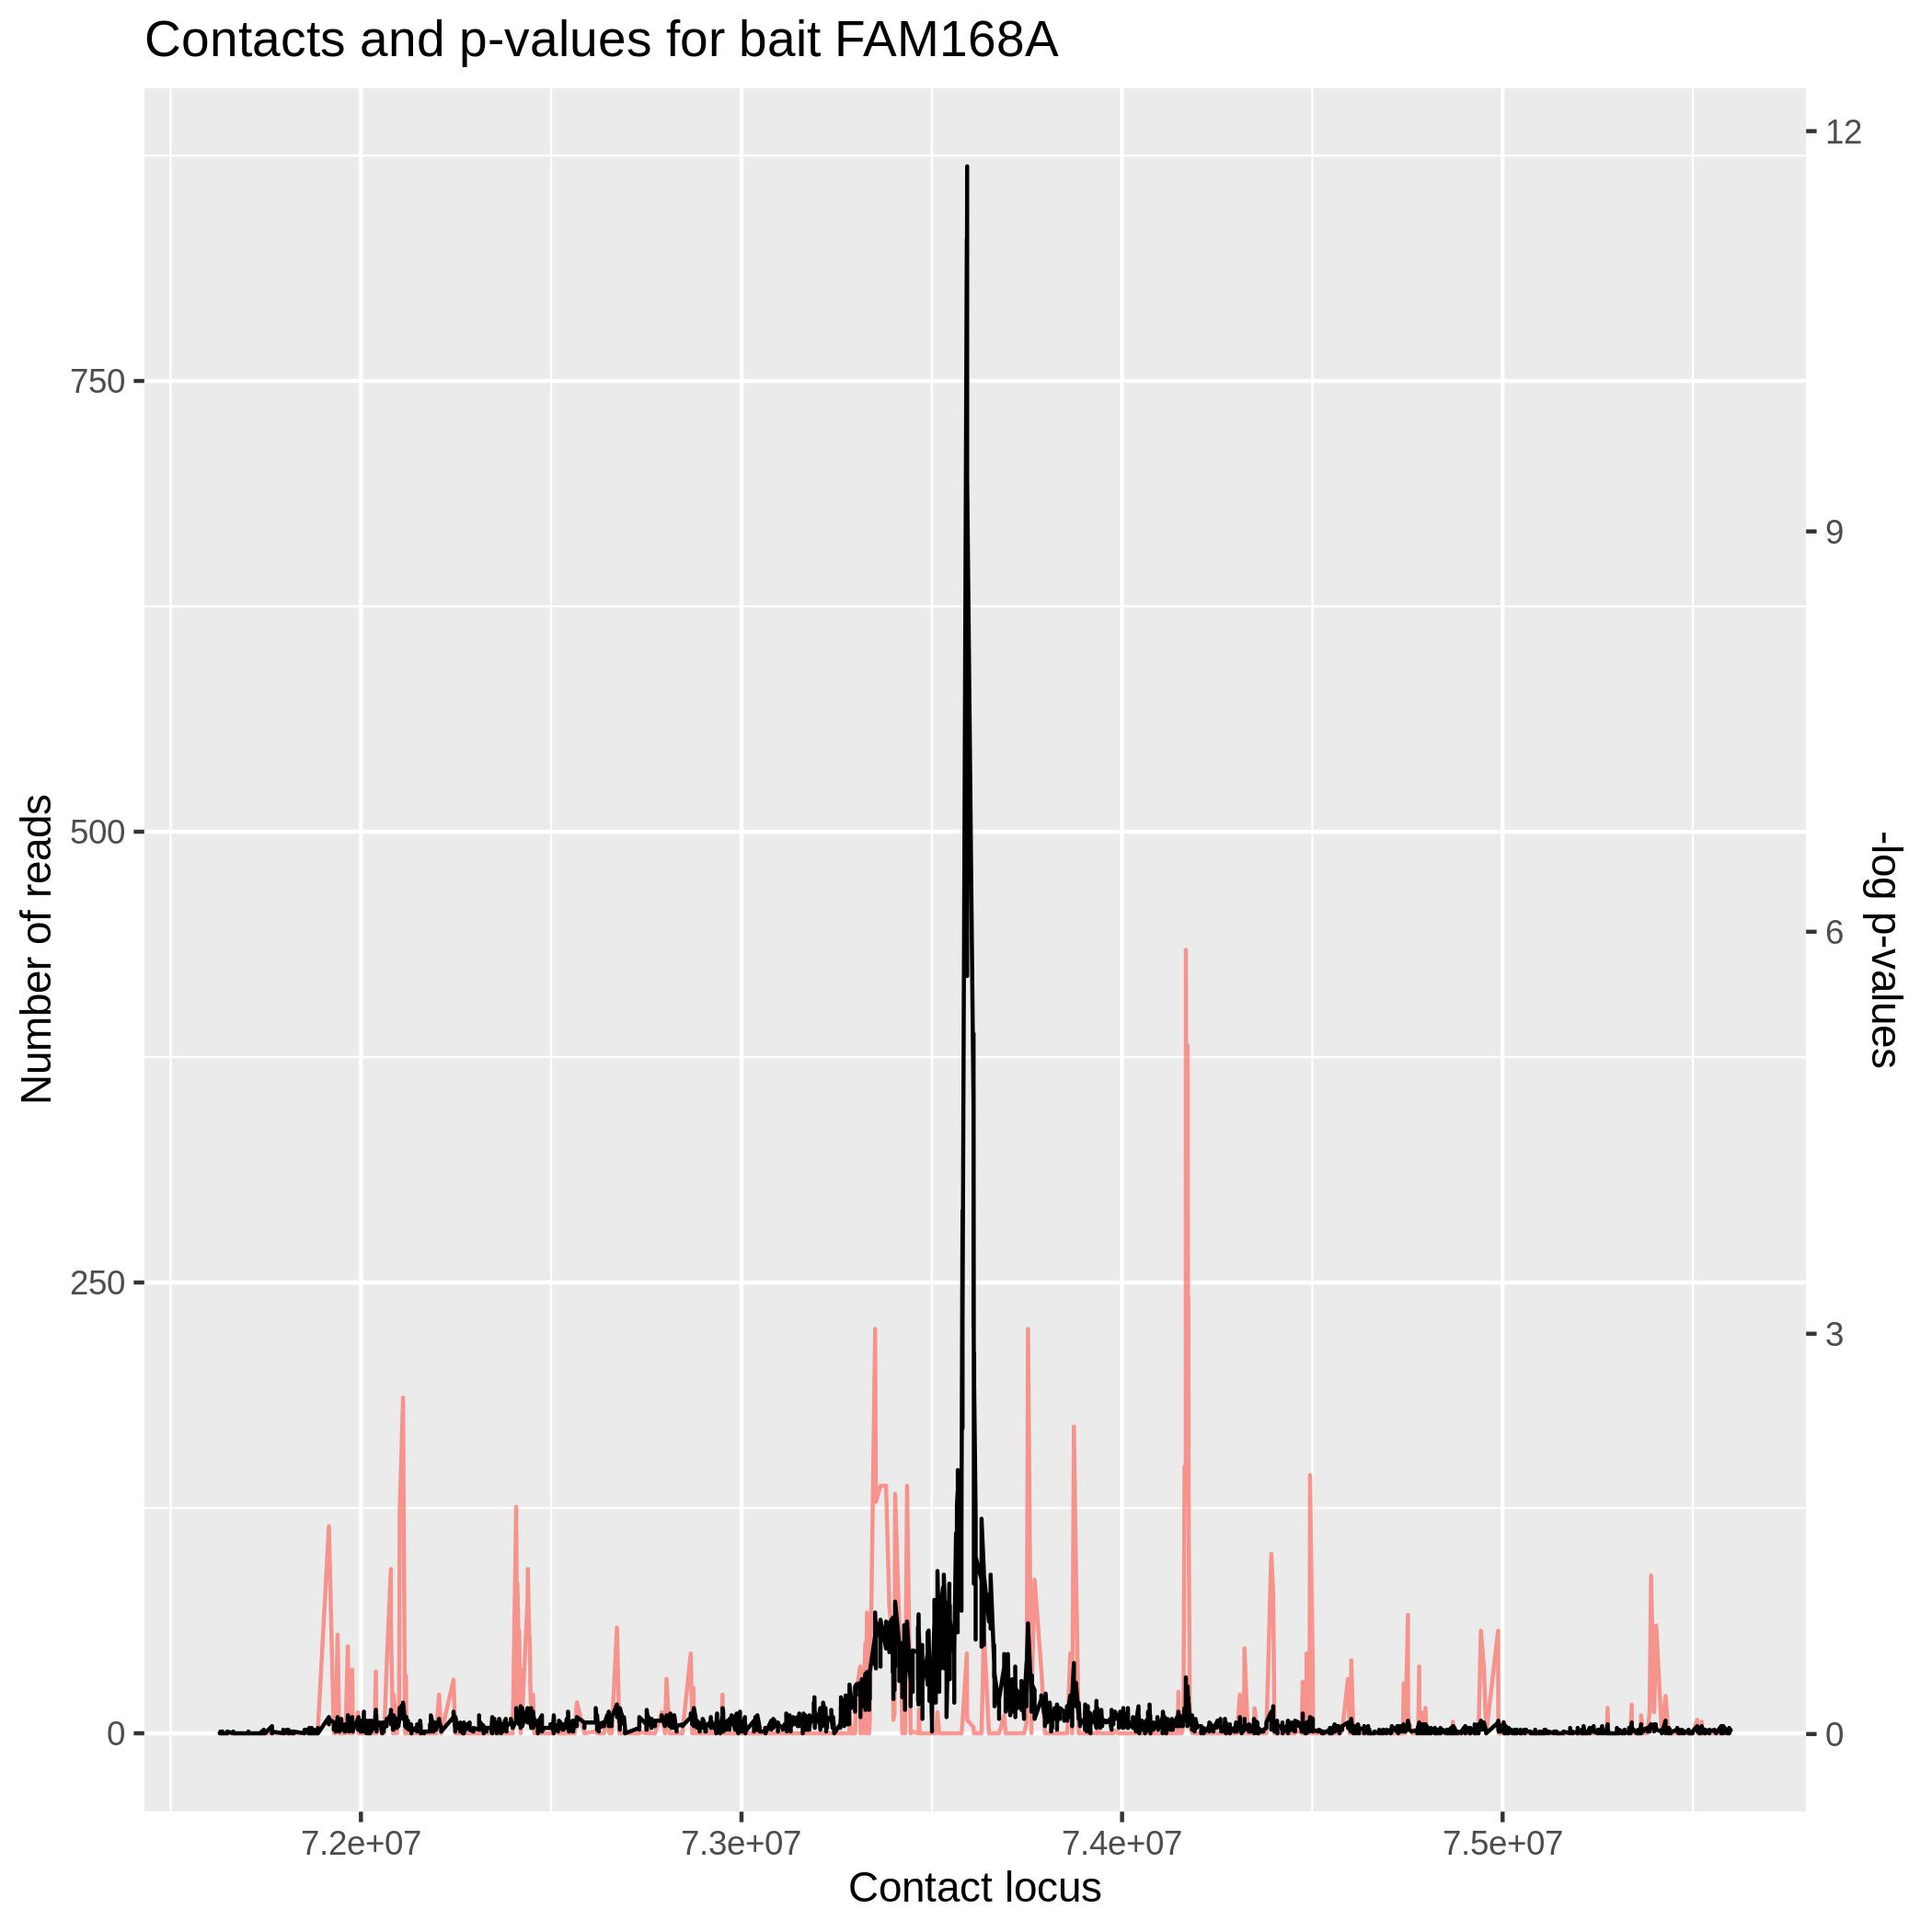 Contacts and p-values for bait FAM168A
12
750
9
500
6
250
3
0
0
Number of reads
-log p-values
7.2e+07
7.3e+07
7.4e+07
7.5e+07
Contact locus